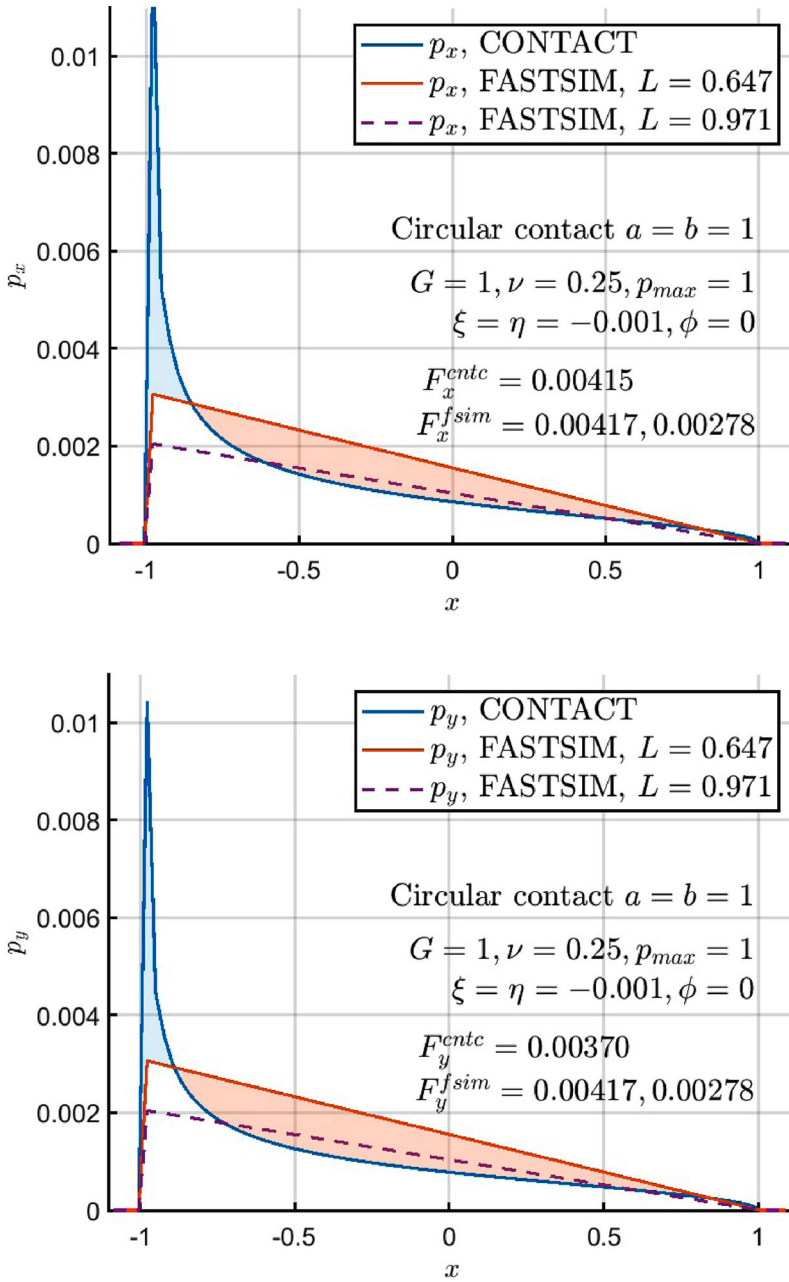 0.01
0.008
0.006
0.004
0.002
0
p_x
p_x, CONTACT
p_x, FASTSIM, L = 0.647
p_x, FASTSIM, L = 0.971
Circular contact a = b = 1
G = 1, ν = 0.25, p_{max} = 1
ξ = η = −0.001, ϕ = 0
F_x^{cntc} = 0.00415
F_x^{fsim} = 0.00417, 0.00278
-1 -0.5 0 0.5 1
x
0.01
0.008
0.006
0.004
0.002
0
p_y
p_y, CONTACT
p_y, FASTSIM, L = 0.647
p_y, FASTSIM, L = 0.971
Circular contact a = b = 1
G = 1, ν = 0.25, p_{max} = 1
ξ = η = −0.001, ϕ = 0
F_y^{cntc} = 0.00370
F_y^{fsim} = 0.00417, 0.00278
-1 -0.5 0 0.5 1
x